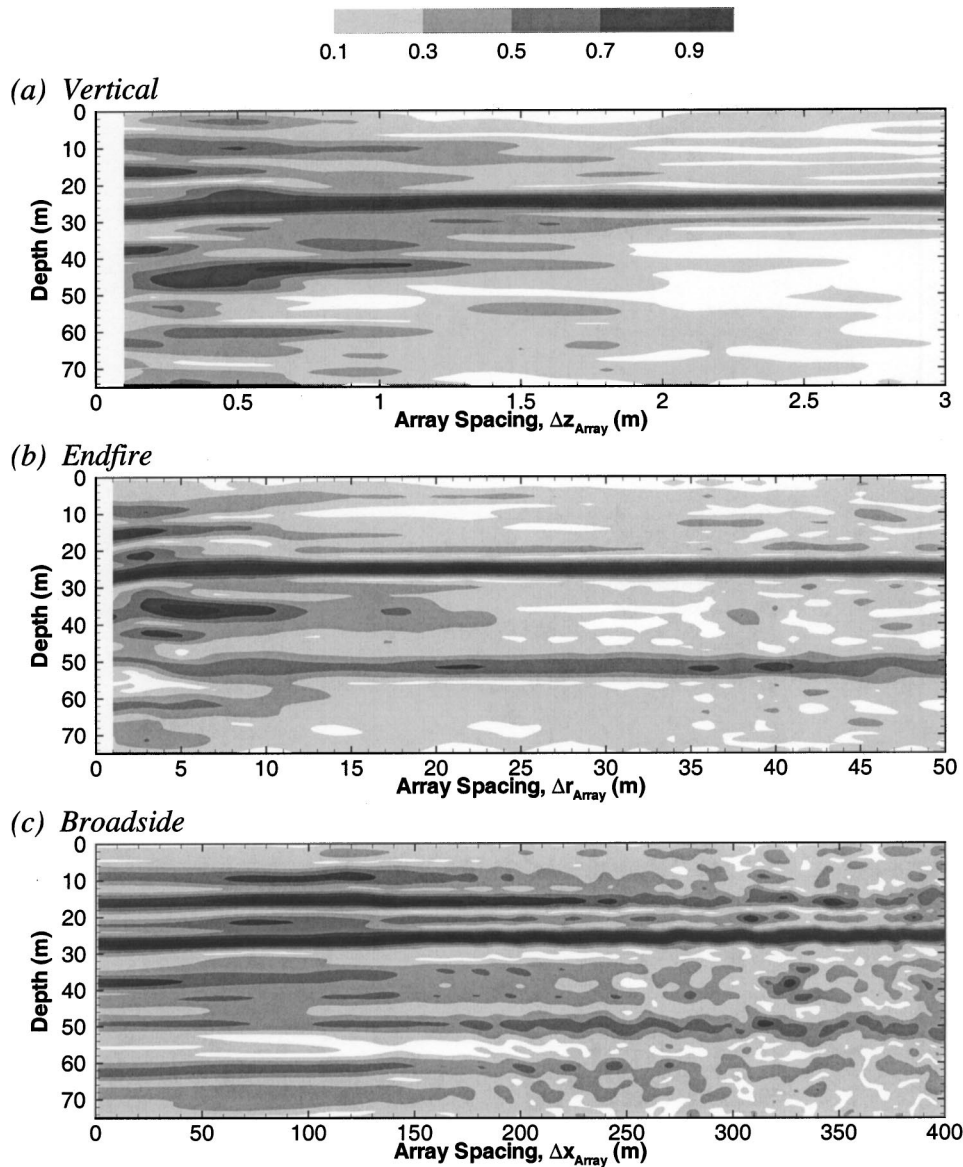 0.1 0.3 0.5 0.7 0.9
(a) Vertical
0
10
20
30
40
50
60
70
Depth (m)
0 0.5 1 1.5 2 2.5 3
Array Spacing, Δz_Array (m)
(b) Endfire
0
10
20
30
40
50
60
70
Depth (m)
0 5 10 15 20 25 30 35 40 45 50
Array Spacing, Δr_Array (m)
(c) Broadside
0
10
20
30
40
50
60
70
Depth (m)
0 50 100 150 200 250 300 350 400
Array Spacing, Δx_Array (m)